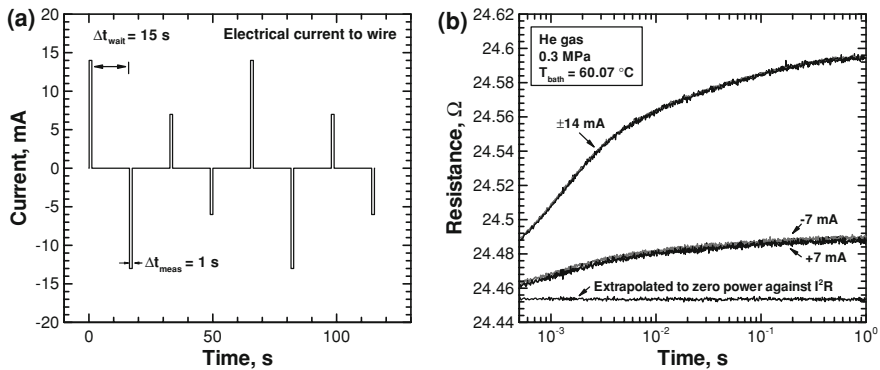 (a)
20
15
10
5
0
-5
-10
-15
-20
Current, mA
Δt_wait = 15 s
Electrical current to wire
Δt_meas = 1 s
0 50 100
Time, s
(b)
24.6
24.6
24.58
24.56
24.54
24.52
24.5
24.48
24.46
24.44
Resistance, Ω
He gas
0.3 MPa
T_bath = 60.07 °C
±14 mA
-7 mA
+7 mA
Extrapolated to zero power against I²R
10⁻³ 10⁻² 10⁻¹ 10⁰
Time, s